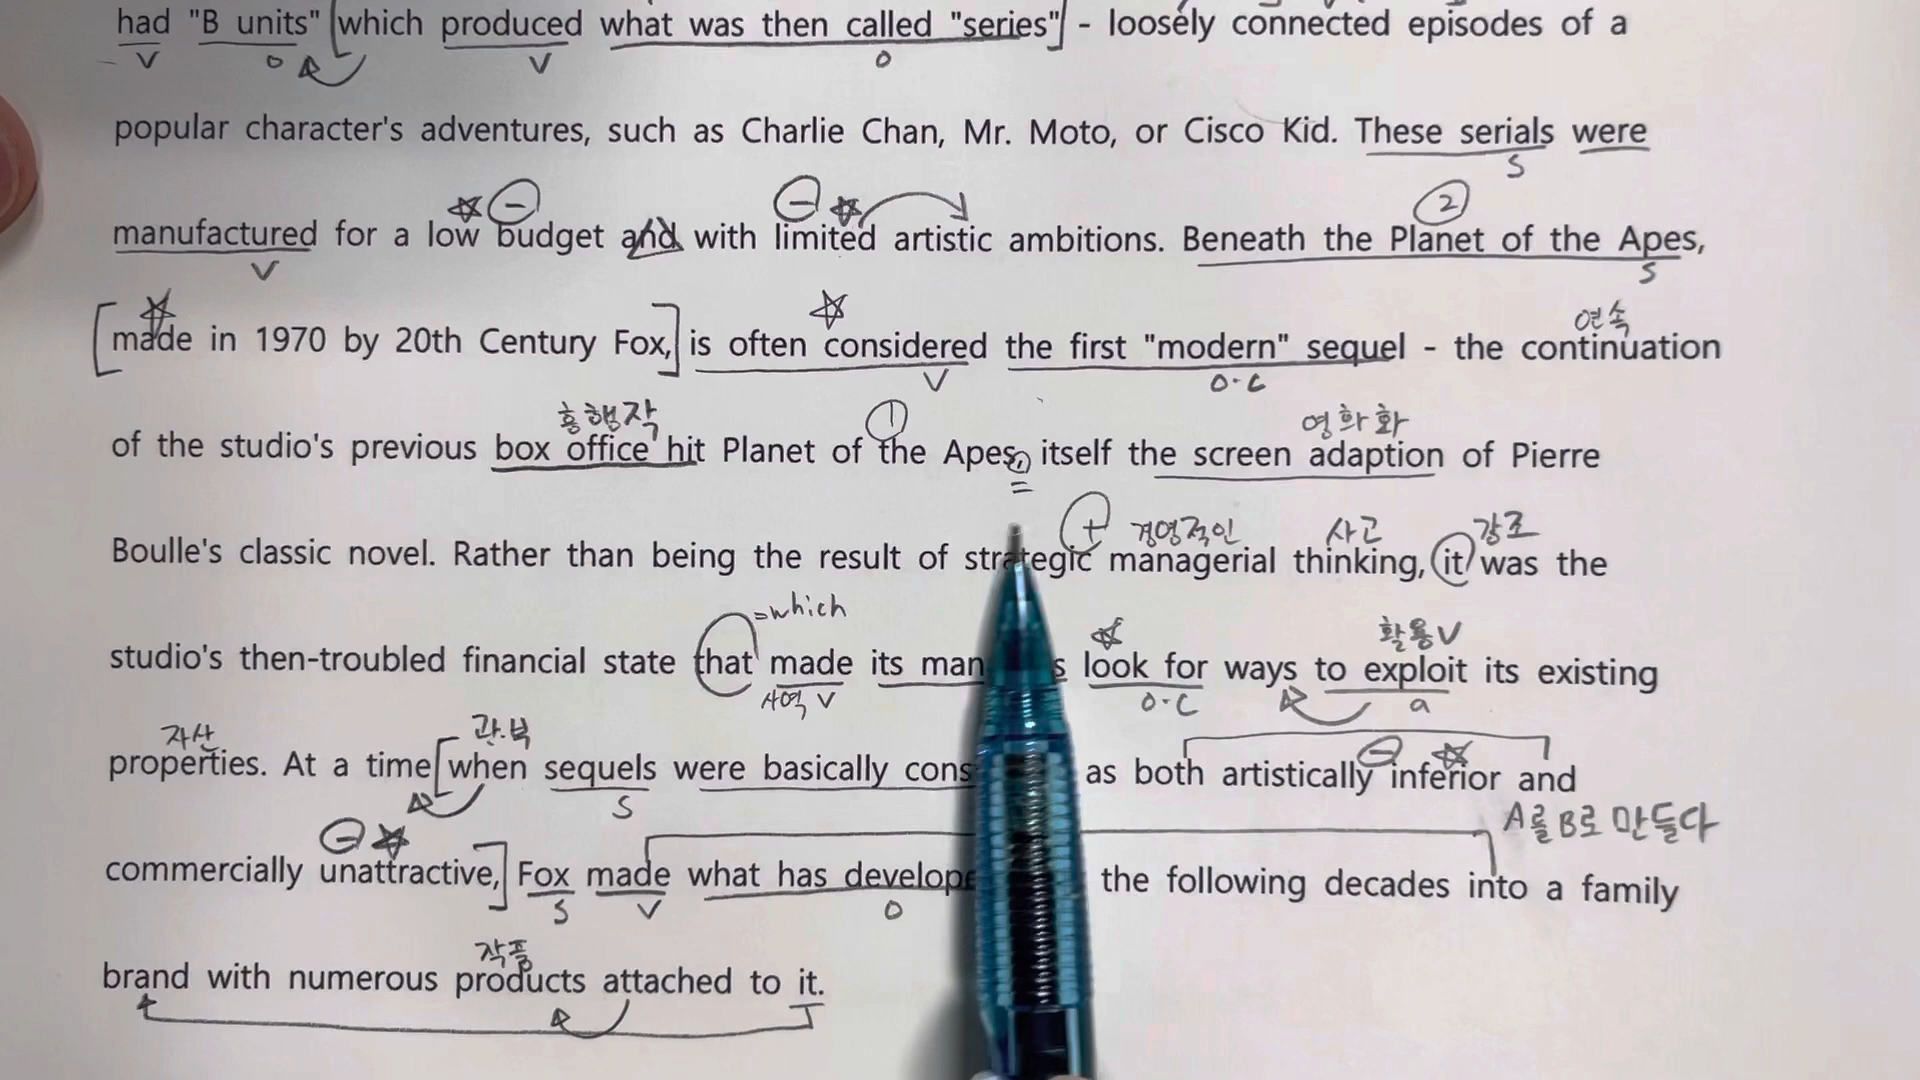 had "B units" [which produced what was then called "series"] - loosely connected episodes of a
V O V O
popular character's adventures, such as Charlie Chan, Mr. Moto, or Cisco Kid. These serials were
S
- - 2
manufactured for a low budget and with limited artistic ambitions. Beneath the Planet of the Apes,
V S
연속
[made in 1970 by 20th Century Fox,] is often considered the first "modern" sequel - the continuation
V O·C
흥행작 1 영화화
of the studio's previous box office hit Planet of the Apes, itself the screen adaption of Pierre
=
+ 경영적인 사고 강조
Boulle's classic novel. Rather than being the result of strategic managerial thinking, it was the
=which 활용V
studio's then-troubled financial state that made its man s look for ways to exploit its existing
사역 V O·C a
자산 관·부 -
properties. At a time [when sequels were basically cons as both artistically inferior and
S A를 B로 만들다
-
commercially unattractive,] Fox made what has develope the following decades into a family
S V O
작품
brand with numerous products attached to it.